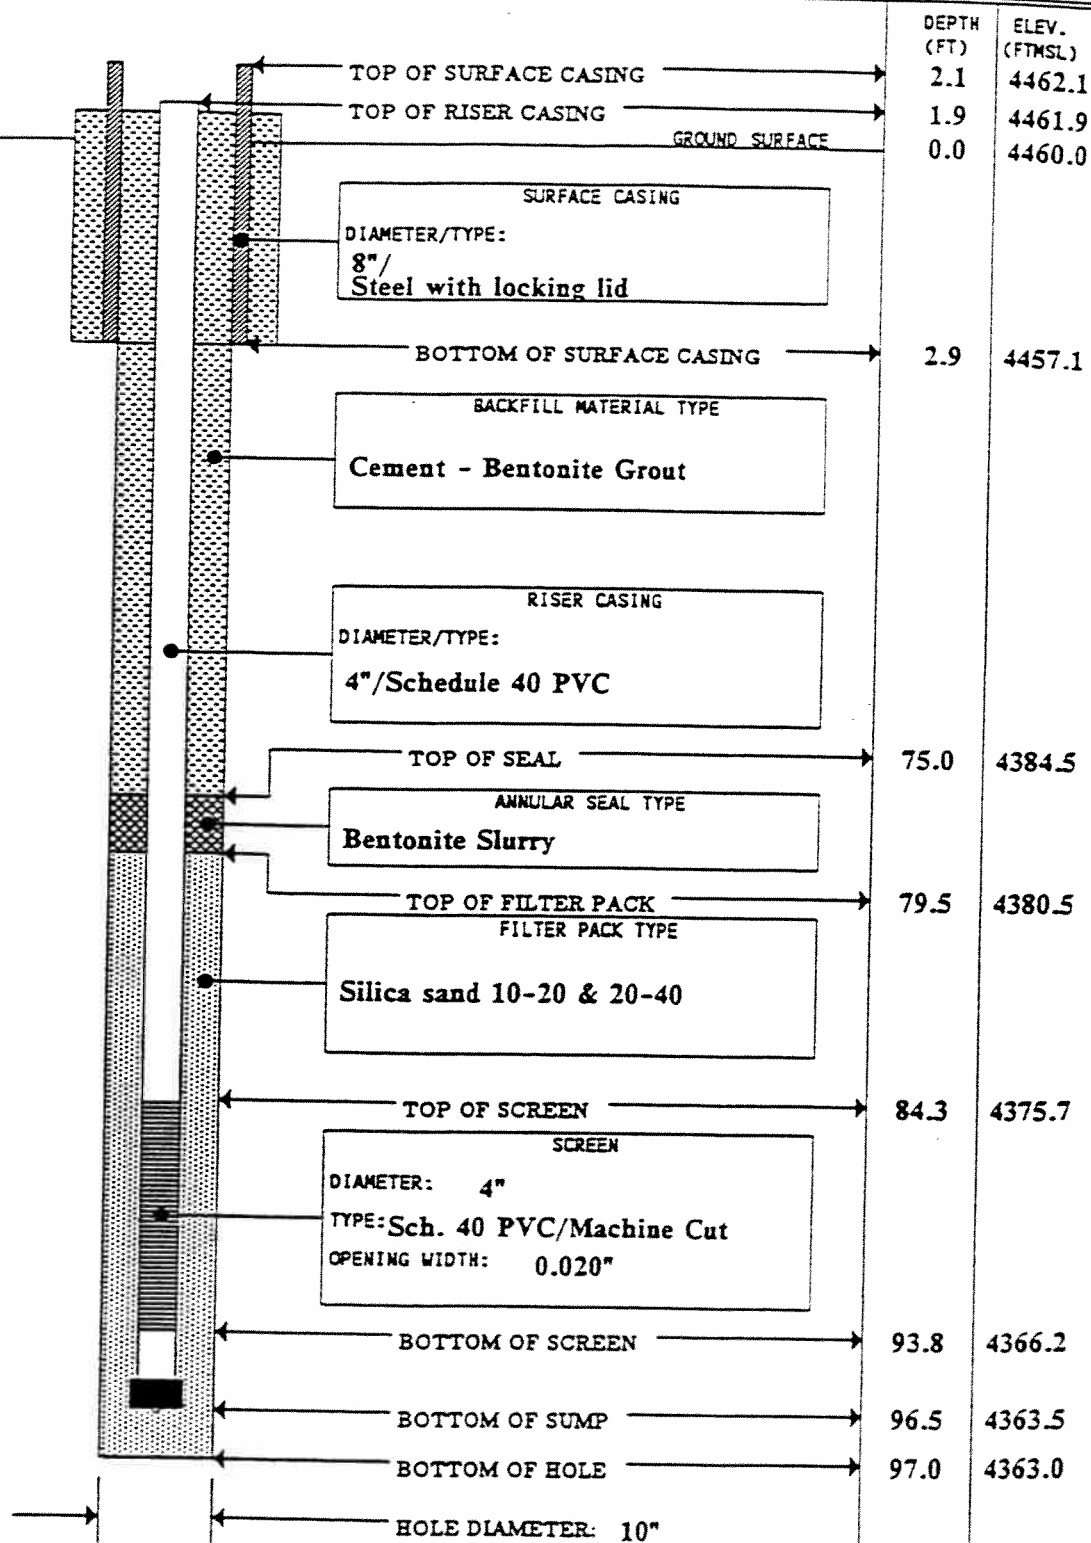 DEPTH ELEV.
(FT) (FTMSL)
TOP OF SURFACE CASING 2.1 4462.1
TOP OF RISER CASING 1.9 4461.9
GROUND SURFACE 0.0 4460.0
SURFACE CASING
DIAMETER/TYPE:
8"/
Steel with locking lid
BOTTOM OF SURFACE CASING 2.9 4457.1
BACKFILL MATERIAL TYPE
Cement - Bentonite Grout
RISER CASING
DIAMETER/TYPE:
4"/Schedule 40 PVC
TOP OF SEAL 75.0 4384.5
ANNULAR SEAL TYPE
Bentonite Slurry
TOP OF FILTER PACK 79.5 4380.5
FILTER PACK TYPE
Silica sand 10-20 & 20-40
TOP OF SCREEN 84.3 4375.7
SCREEN
DIAMETER: 4"
TYPE: Sch. 40 PVC/Machine Cut
OPENING WIDTH: 0.020"
BOTTOM OF SCREEN 93.8 4366.2
BOTTOM OF SUMP 96.5 4363.5
BOTTOM OF HOLE 97.0 4363.0
HOLE DIAMETER: 10"